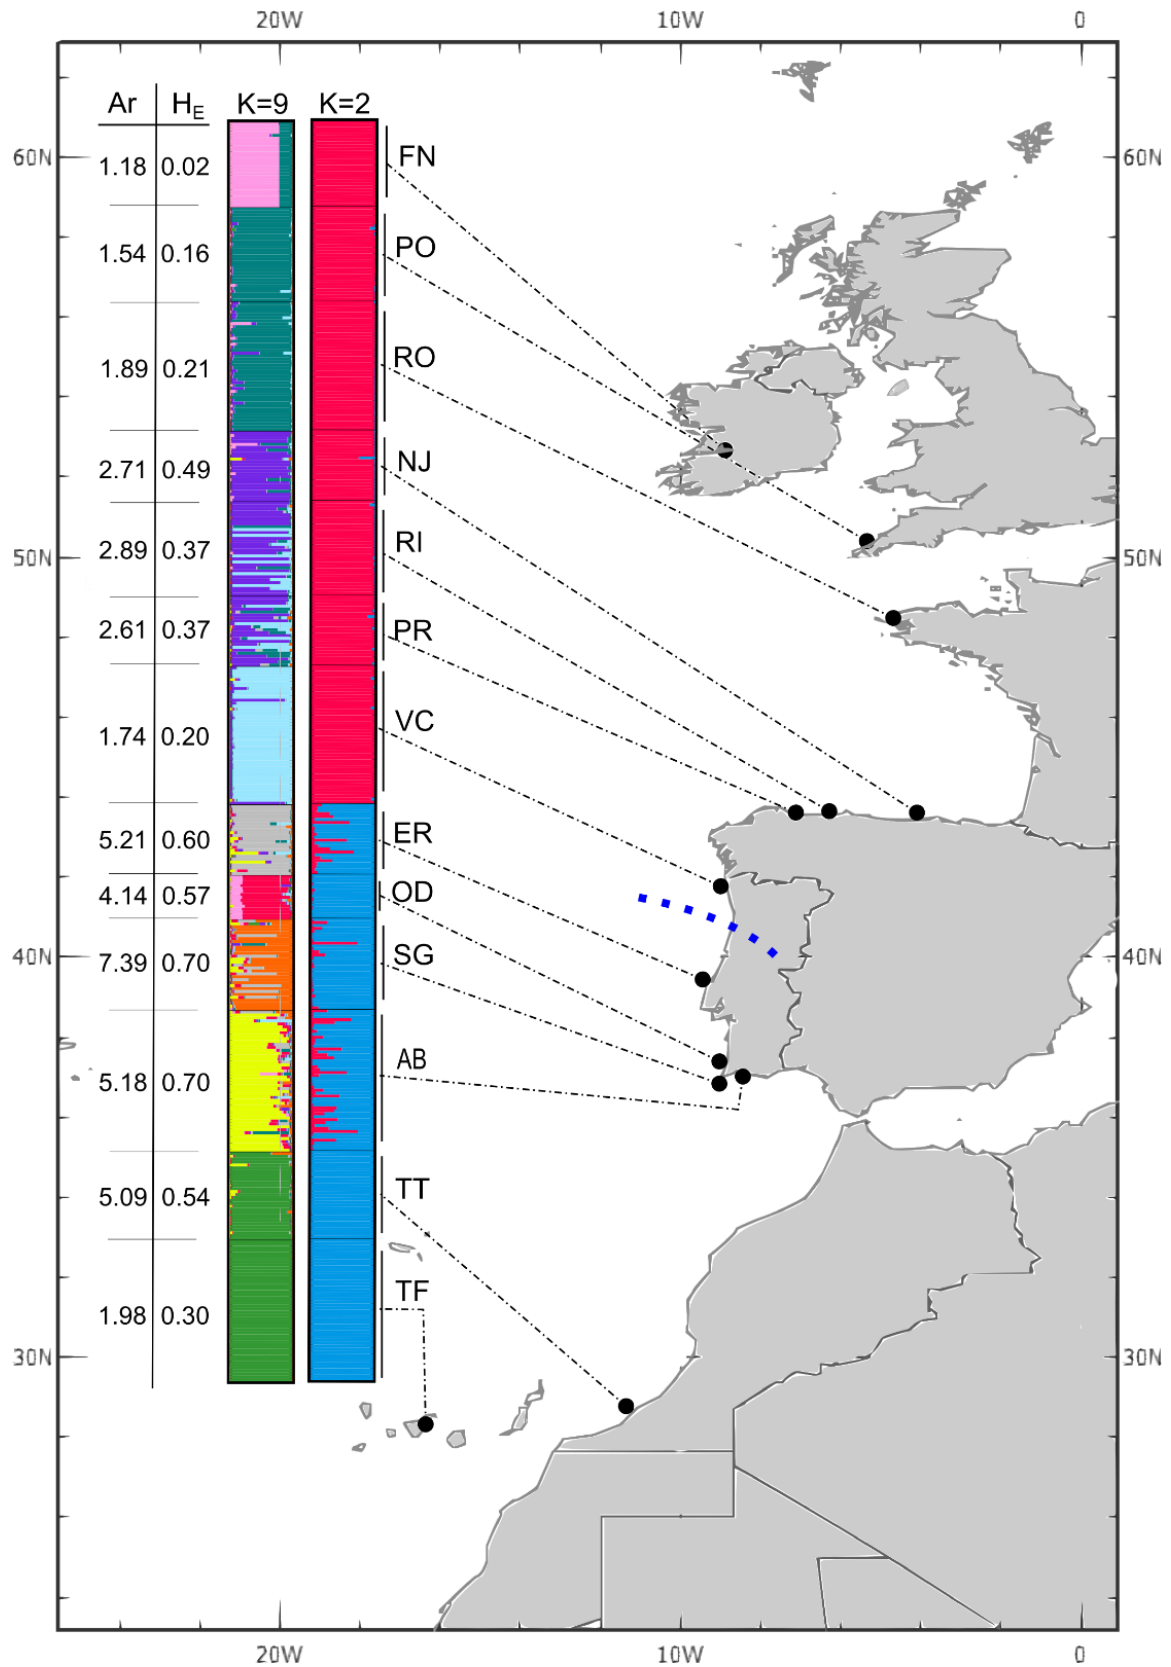 20W 10W 0
Ar HE K=9 K=2
60N 1.18 0.02 FN 60N
1.54 0.16 PO
1.89 0.21 RO
2.71 0.49 NJ
50N 2.89 0.37 RI 50N
2.61 0.37 PR
1.74 0.20 VC
5.21 0.60 ER
4.14 0.57 OD
40N 7.39 0.70 SG 40N
5.18 0.70 AB
5.09 0.54 TT
1.98 0.30 TF
30N 30N
20W 10W 0